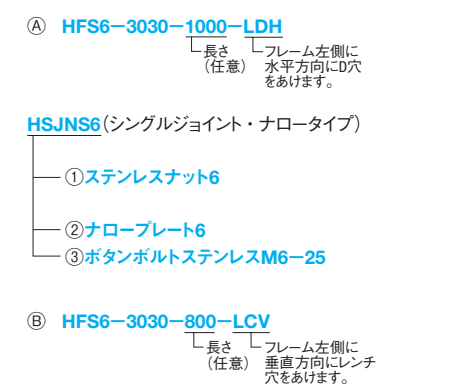 Ⓐ HFS6−3030−1000−LDH
長さ
(任意)
フレーム左側に
水平方向にD穴
をあけます。
HSJNS6(シングルジョイント・ナロータイプ)
①ステンレスナット6
②ナロープレート6
③ボタンボルトステンレスM6−25
Ⓑ HFS6−3030−800−LCV
長さ
(任意)
フレーム左側に
垂直方向にレンチ
穴をあけます。